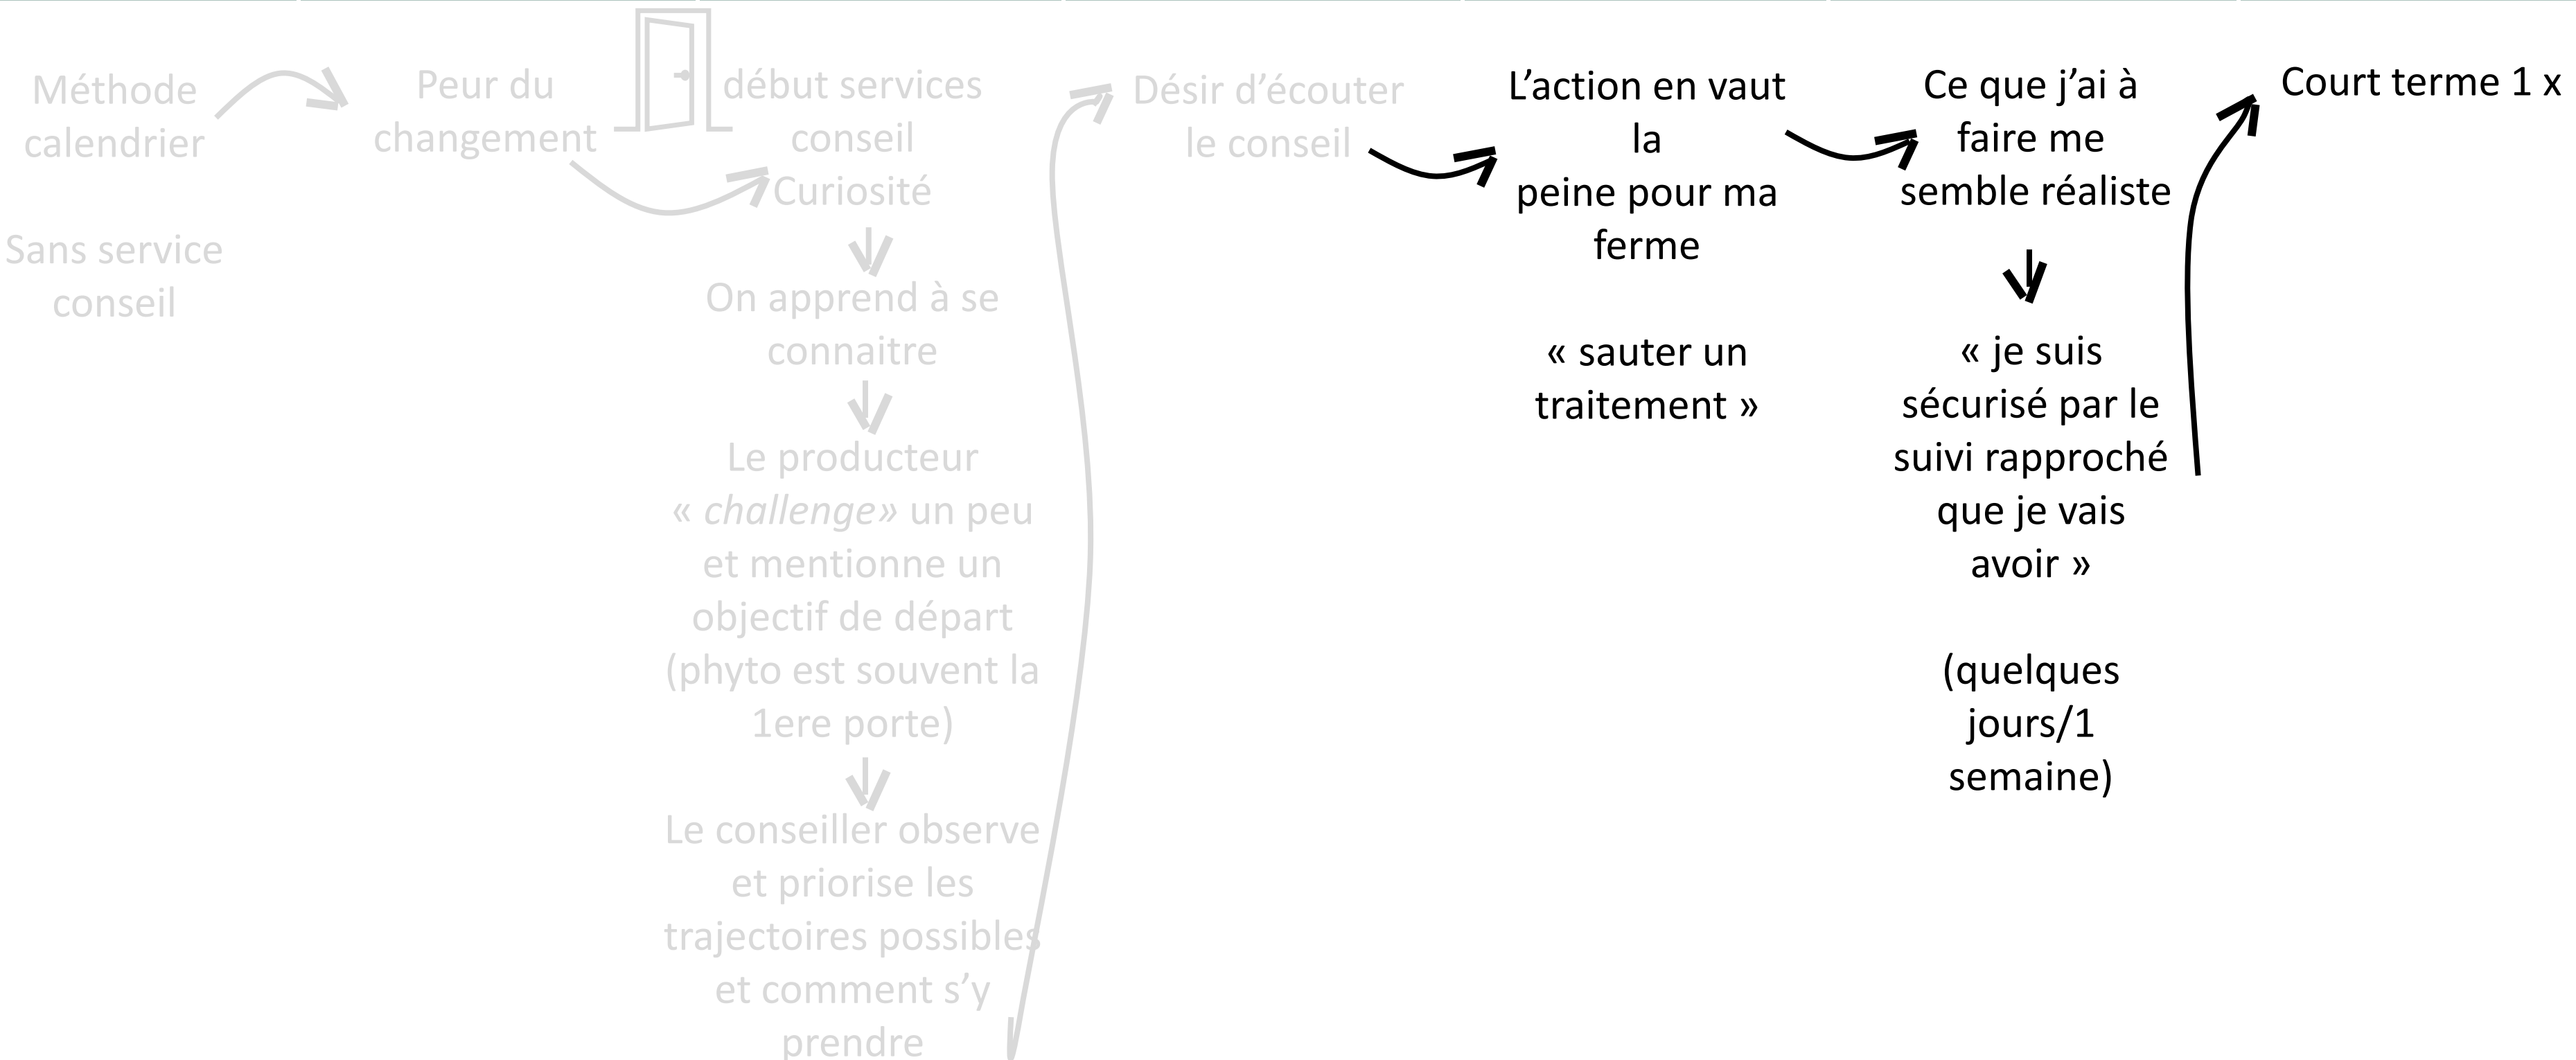 Méthode
calendrier
Sans service
conseil
Peur du
changement
début services
conseil
Curiosité
On apprend à se
connaitre
Le producteur
« challenge» un peu
et mentionne un
objectif de départ
(phyto est souvent la
1ere porte)
Le conseiller observe
et priorise les
trajectoires possibles
et comment s’y
prendre
Désir d’écouter
le conseil
L’action en vaut
la
peine pour ma
ferme
« sauter un
traitement »
Ce que j’ai à
faire me
semble réaliste
« je suis
sécurisé par le
suivi rapproché
que je vais
avoir »
(quelques
jours/1
semaine)
Court terme 1 x